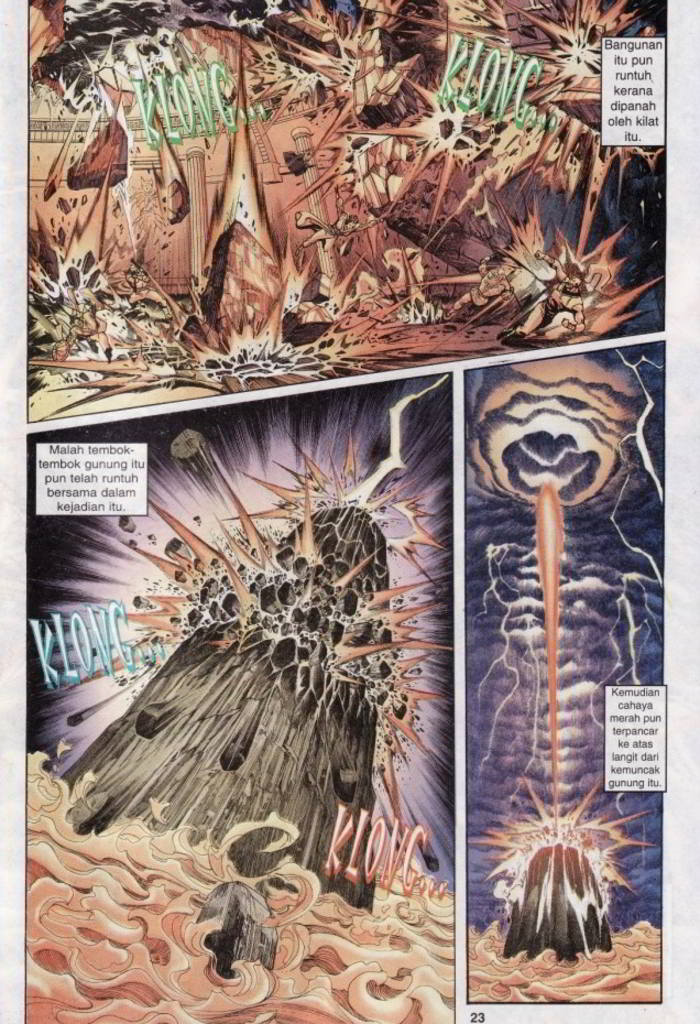 KLONG...
KLONG...
Bangunan
itu pun
runtuh
kerana
dipanah
oleh kilat
itu.
Malah tembok-
tembok gunung itu
pun telah runtuh
bersama dalam
kejadian itu.
KLONG...
KLONG...
Kemudian
cahaya
merah pun
terpancar
ke atas
langit dari
kemuncak
gunung itu.
23